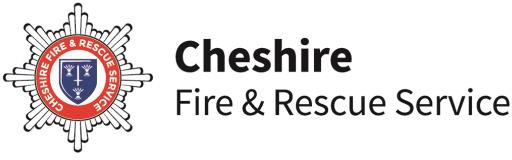 CHESHIRE FIRE & RESCUE SERVICE
Cheshire
Fire & Rescue Service